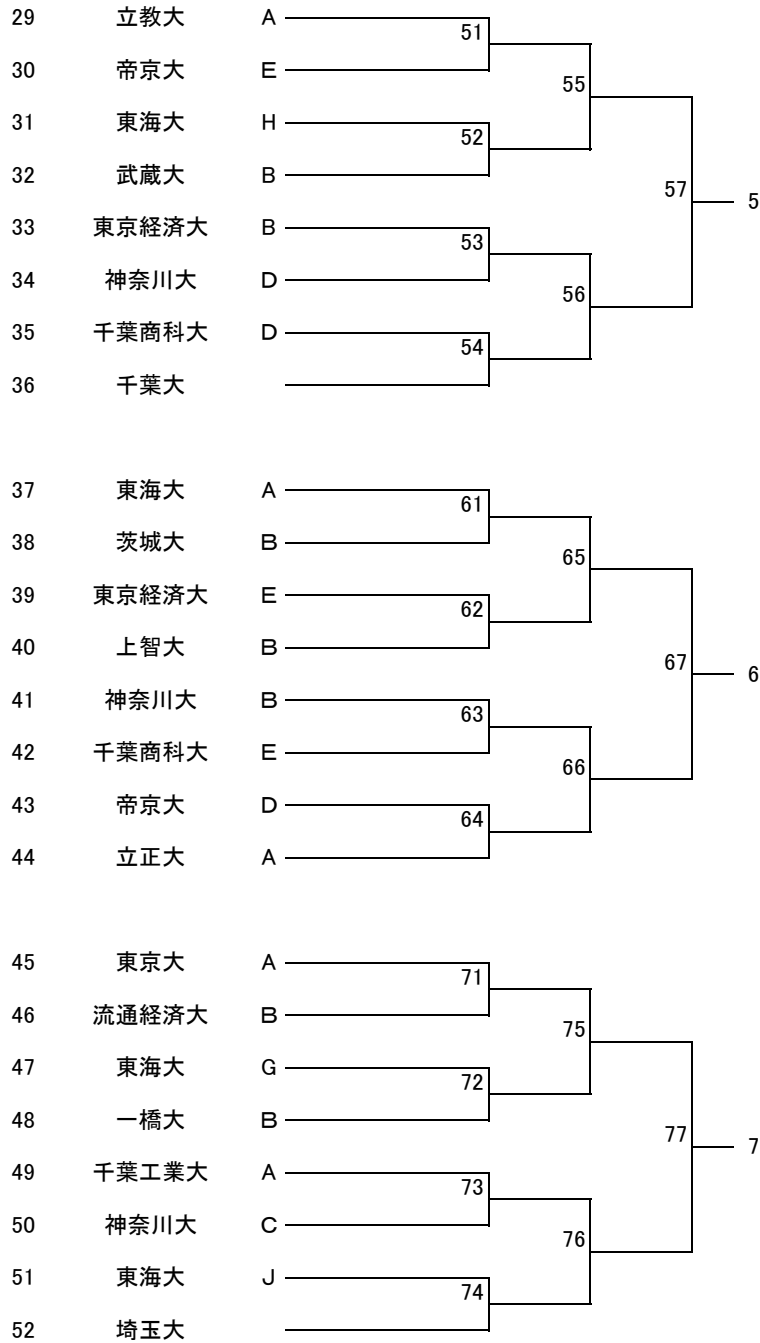 29 立教大 A
51
30 帝京大 E
55
31 東海大 H
52
32 武蔵大 B
57 5
33 東京経済大 B
53
34 神奈川大 D
56
35 千葉商科大 D
54
36 千葉大
37 東海大 A
61
38 茨城大 B
65
39 東京経済大 E
62
40 上智大 B
67 6
41 神奈川大 B
63
42 千葉商科大 E
66
43 帝京大 D
64
44 立正大 A
45 東京大 A
71
46 流通経済大 B
75
47 東海大 G
72
48 一橋大 B
77 7
49 千葉工業大 A
73
50 神奈川大 C
76
51 東海大 J
74
52 埼玉大